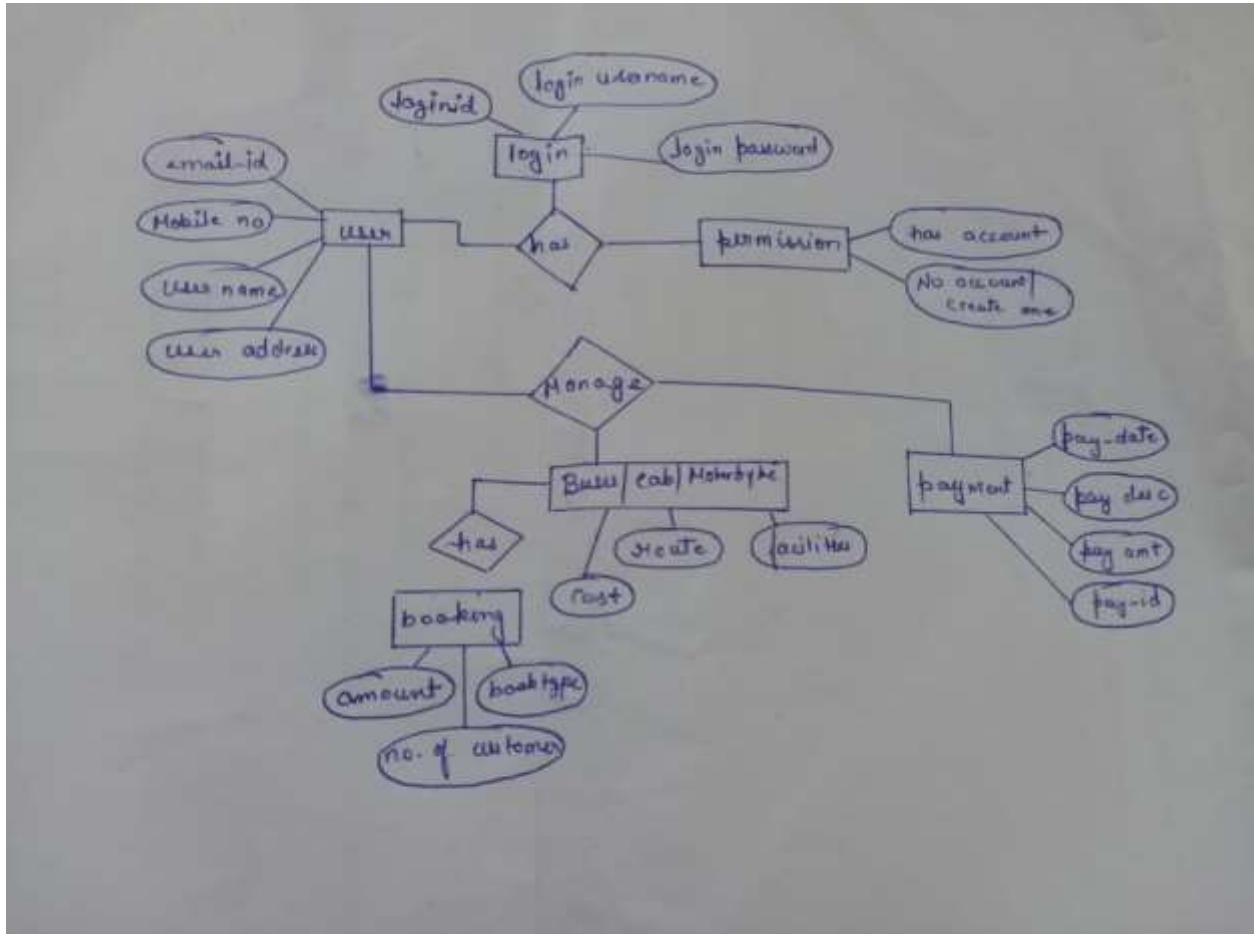 login username
loginid
login
login password
email-id
Mobile no
user
has
permission
has account
No account/
create one
user name
user address
Manage
pay-date
payment
pay desc
pay amt
pay-id
Buses/cab/Motorbyke
has
route
facilities
cost
booking
amount
booktype
no. of customer